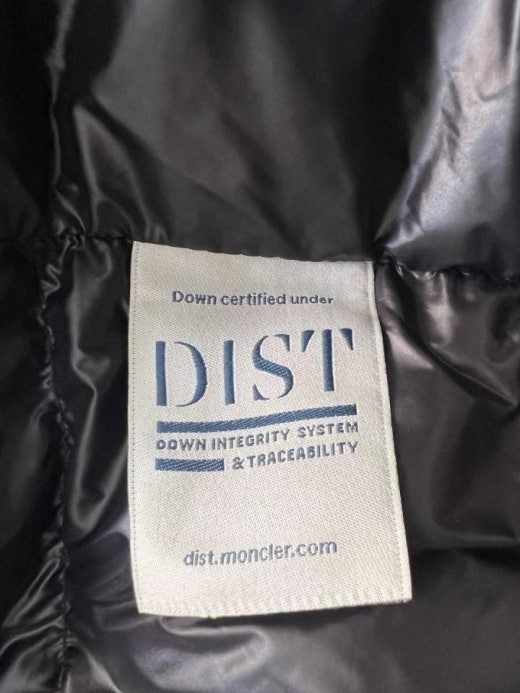 Down certified under
DIST
DOWN INTEGRITY SYSTEM
& TRACEABILITY
dist.moncler.com